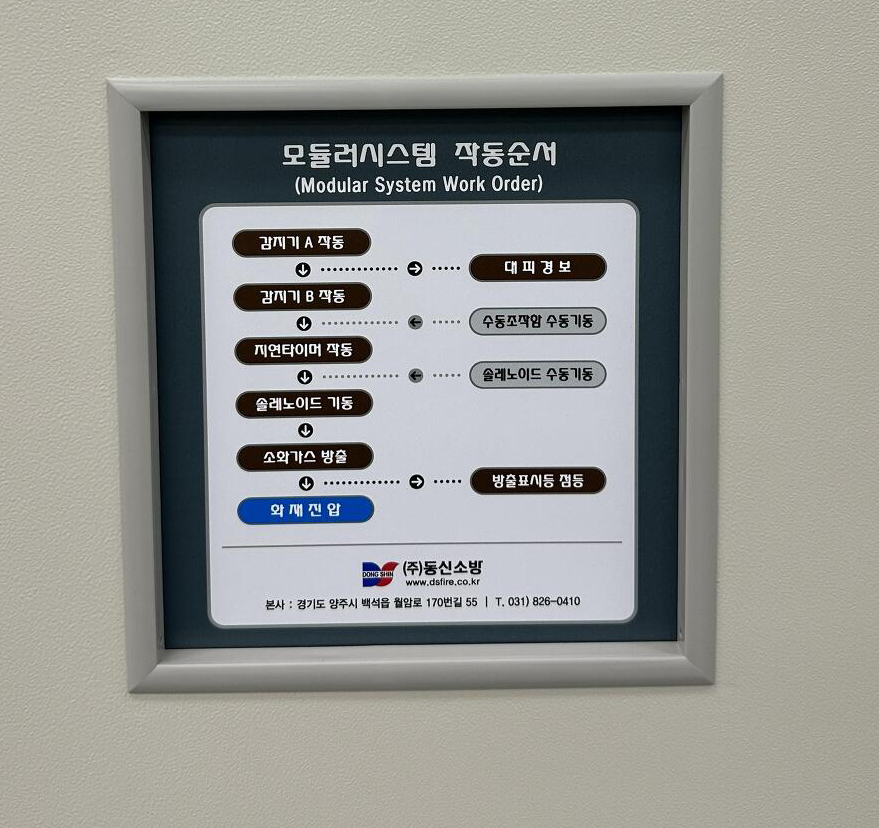 모듈러시스템 작동순서
(Modular System Work Order)
감지기 A 작동
대피경보
감지기 B 작동
수동조작함 수동기동
지연타이머 작동
솔레노이드 수동기동
솔레노이드 기동
소화가스 방출
방출표시등 점등
화재진압
DONG SHIN (주)동신소방
www.dsfire.co.kr
본사 : 경기도 양주시 백석읍 월암로 170번길 55 | T. 031) 826-0410